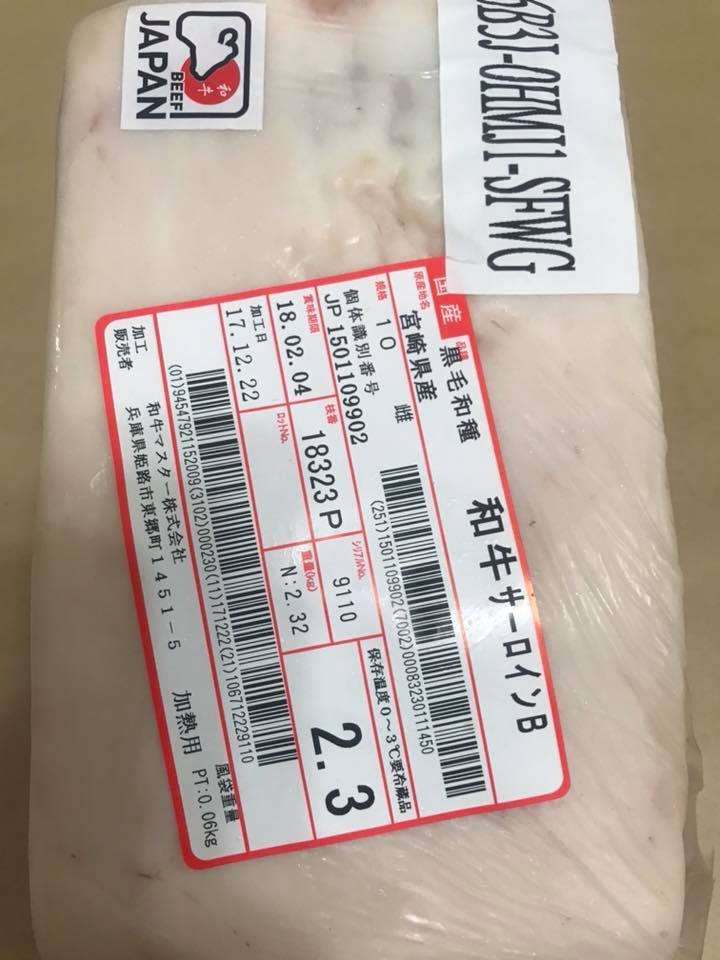 和牛
BEEF
JAPAN
6B3J-0HMJ1-SFWG
国産
品種
黒毛和種
和牛サーロインB
原産地名
宮崎県産
規格
10
雌
(251)1501109902(7002)00083230111450
個体識別番号
JP1501109902
保存温度0〜3℃要冷蔵品
賞味期限
18.02.04
枝番
18323P
シリアルNo.
9110
2.3
加工日
17.12.22
ロットNo.
重量(kg)
N:2.32
(01)94547921152009(3102)000230(11)171222(21)106712229110
風袋重量
PT:0.06kg
加工
販売者
和牛マスター株式会社
兵庫県姫路市東郷町1451-5
加熱用